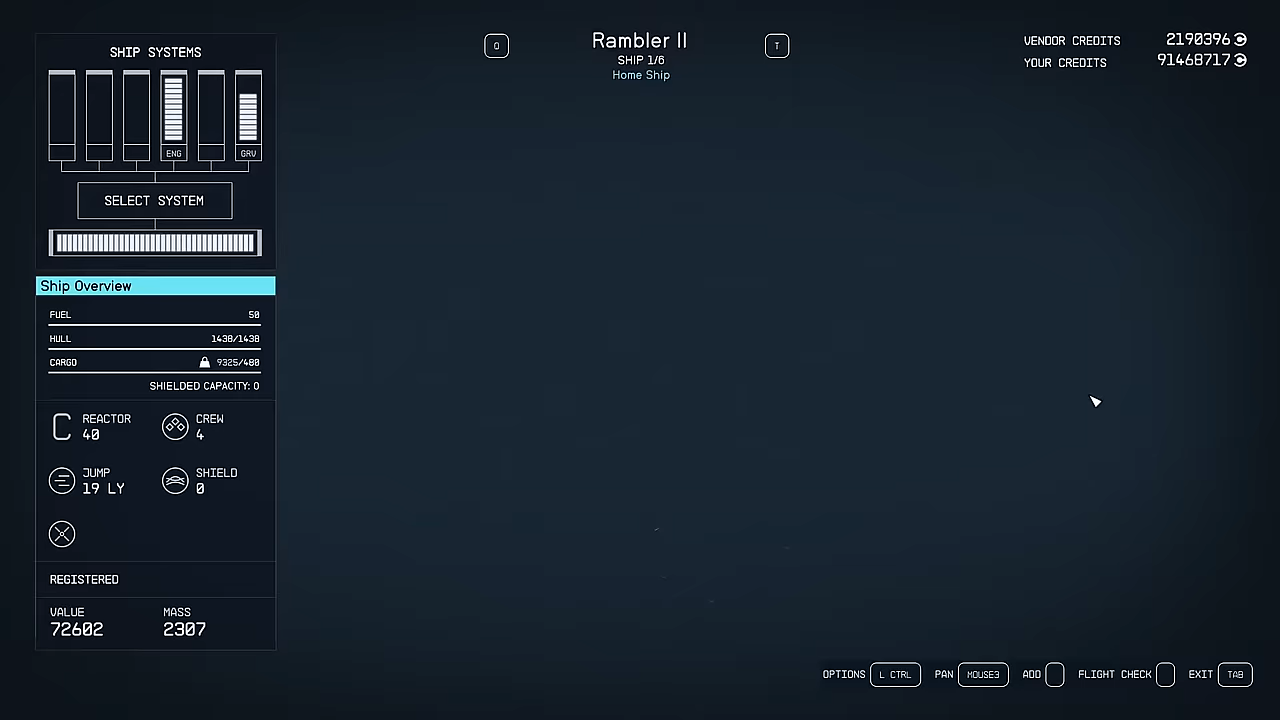 SHIP SYSTEMS
ENG
GRV
SELECT SYSTEM
Ship Overview
FUEL 50
HULL 1438/1438
CARGO 9325/480
SHIELDED CAPACITY: 0
C REACTOR 40
CREW 4
JUMP 19 LY
SHIELD 0
REGISTERED
VALUE MASS
72602 2307
Q Rambler II T
SHIP 1/6
Home Ship
VENDOR CREDITS 2190396
YOUR CREDITS 91468717
OPTIONS L CTRL PAN MOUSE3 ADD FLIGHT CHECK EXIT TAB